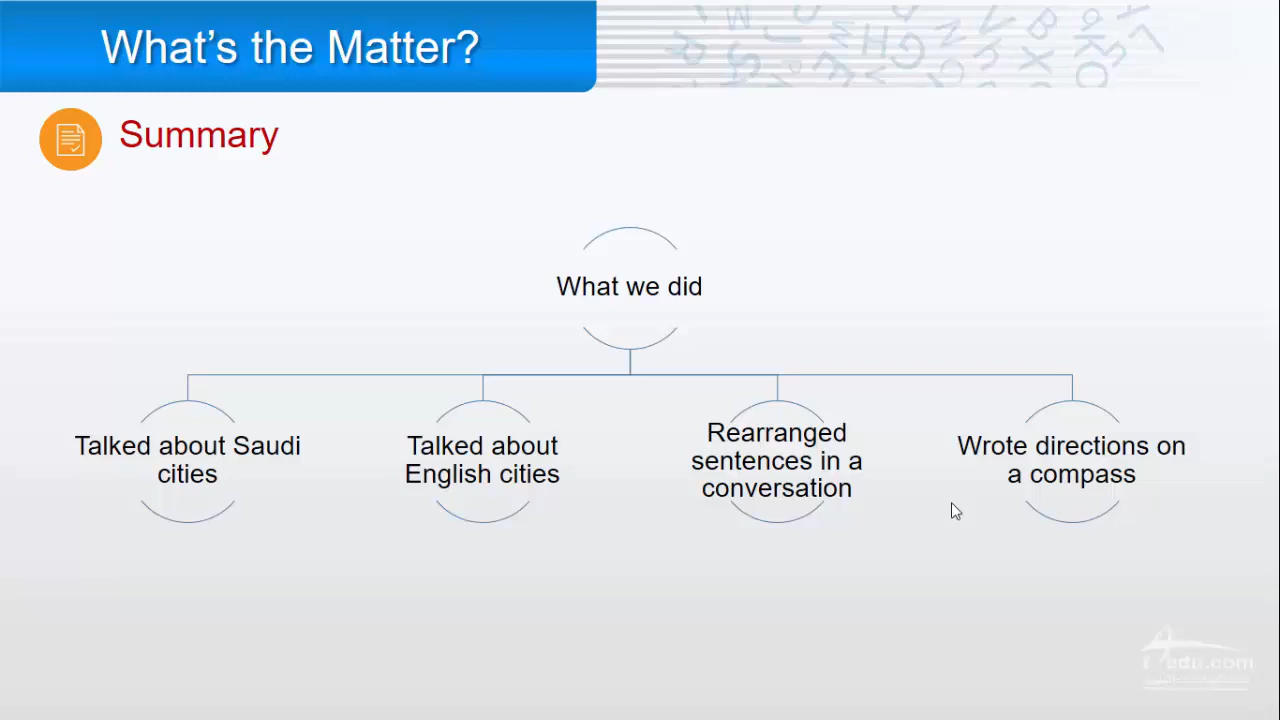 What's the Matter?
Summary
What we did
Talked about Saudi
cities
Talked about
English cities
Rearranged
sentences in a
conversation
Wrote directions on
a compass
edu.com